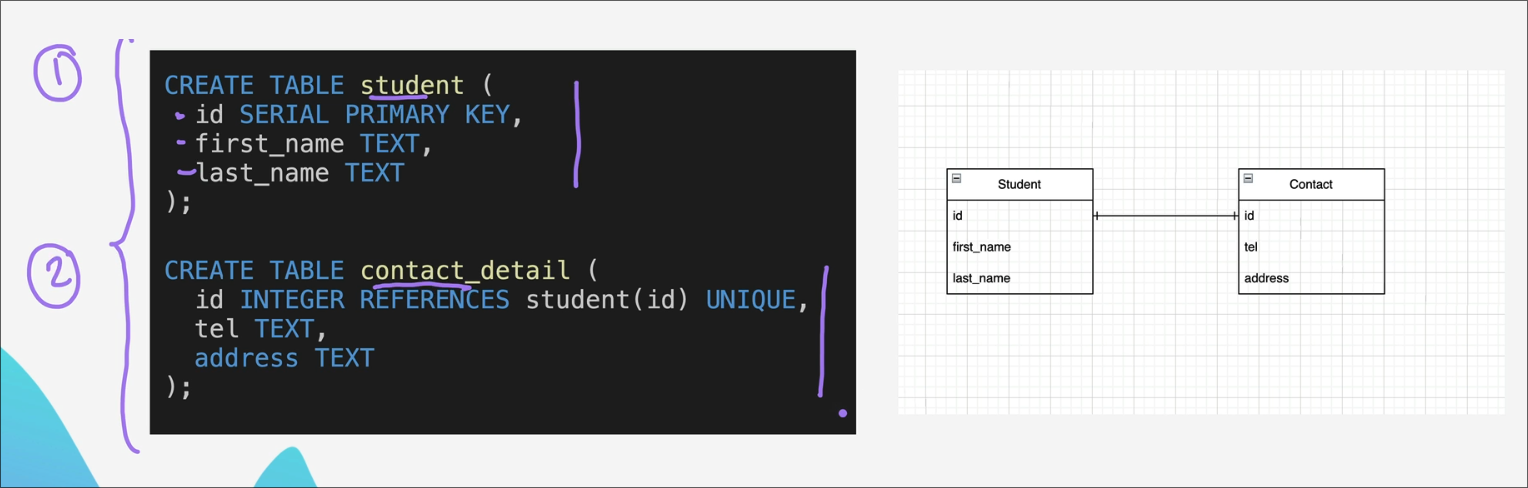 1
CREATE TABLE student (
id SERIAL PRIMARY KEY,
first_name TEXT,
last_name TEXT
);
2
CREATE TABLE contact_detail (
id INTEGER REFERENCES student(id) UNIQUE,
tel TEXT,
address TEXT
);
Student
id
first_name
last_name
Contact
id
tel
address